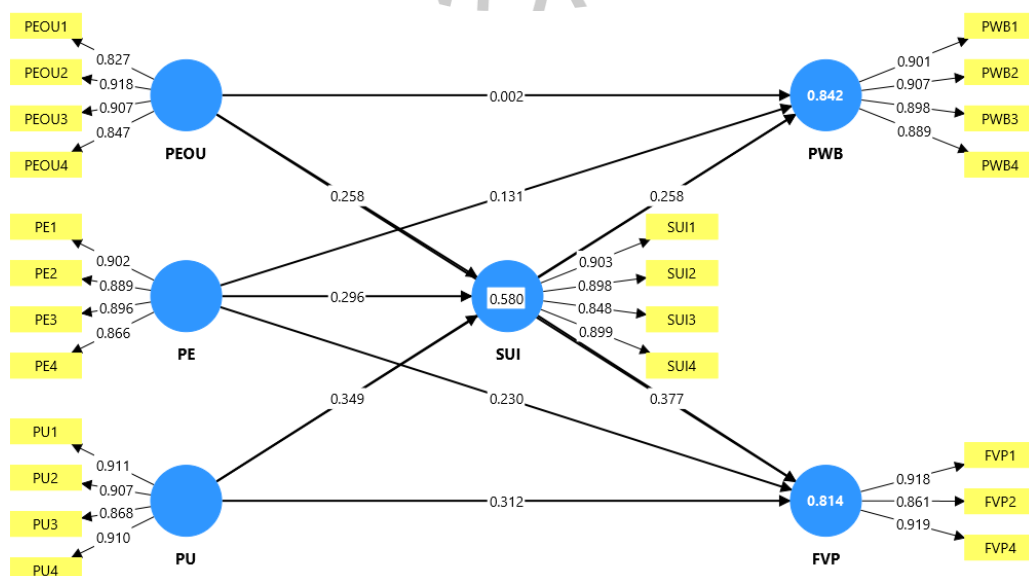 PEOU1
PEOU2
PEOU3
PEOU4
0.827
0.918
0.907
0.847
PEOU
PE1
PE2
PE3
PE4
0.902
0.889
0.896
0.866
PE
PU1
PU2
PU3
PU4
0.911
0.907
0.868
0.910
PU
0.002
0.258
0.131
0.296
0.349
0.230
0.312
0.580
SUI
0.258
0.377
SUI1
SUI2
SUI3
SUI4
0.903
0.898
0.848
0.899
0.842
PWB
0.901
0.907
0.898
0.889
PWB1
PWB2
PWB3
PWB4
0.814
FVP
0.918
0.861
0.919
FVP1
FVP2
FVP4